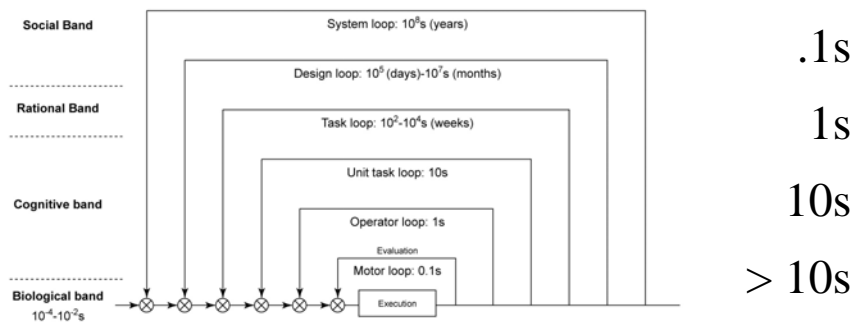 Social Band
System loop: 10⁸s (years)
.1s
Design loop: 10⁵ (days)-10⁷s (months)
Rational Band
Task loop: 10²-10⁴s (weeks)
1s
Unit task loop: 10s
Cognitive band
10s
Operator loop: 1s
Evaluation
Motor loop: 0.1s
> 10s
Biological band
10⁻⁴-10⁻²s
Execution